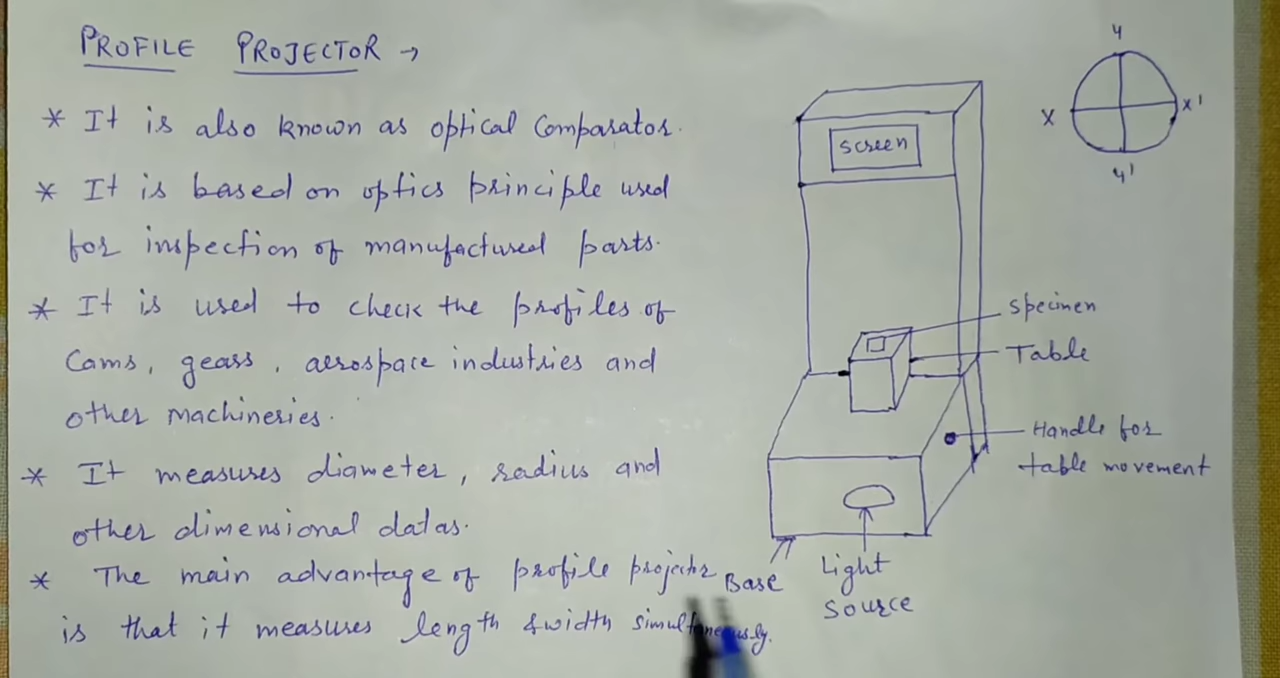 PROFILE PROJECTOR →
* It is also known as optical Comparator.
* It is based on optics principle used
for inspection of manufactured parts.
* It is used to check the profiles of
Cams, gears, aerospace industries and
other machineries.
* It measures diameter, radius and
other dimensional datas.
* The main advantage of profile projector
is that it measures length & width simultaneously.
Screen
Specimen
Table
Handle for
table movement
Base
Light
Source
y
X
X'
y'